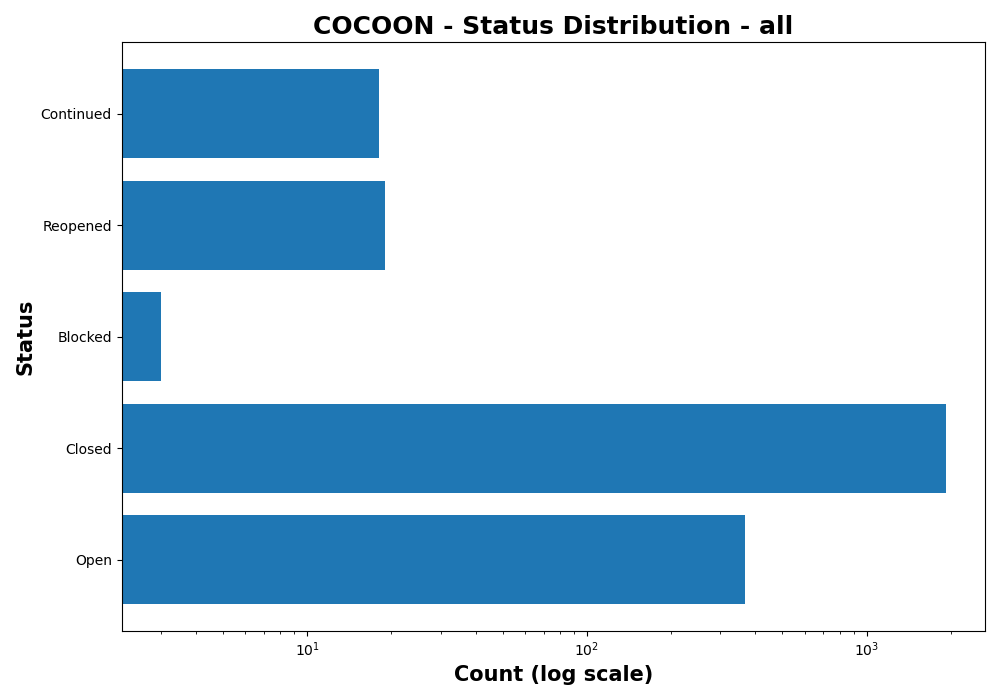 COCOON - Status Distribution - all
Continued
Reopened
Blocked
Closed
Open
Status
10¹
10²
10³
Count (log scale)